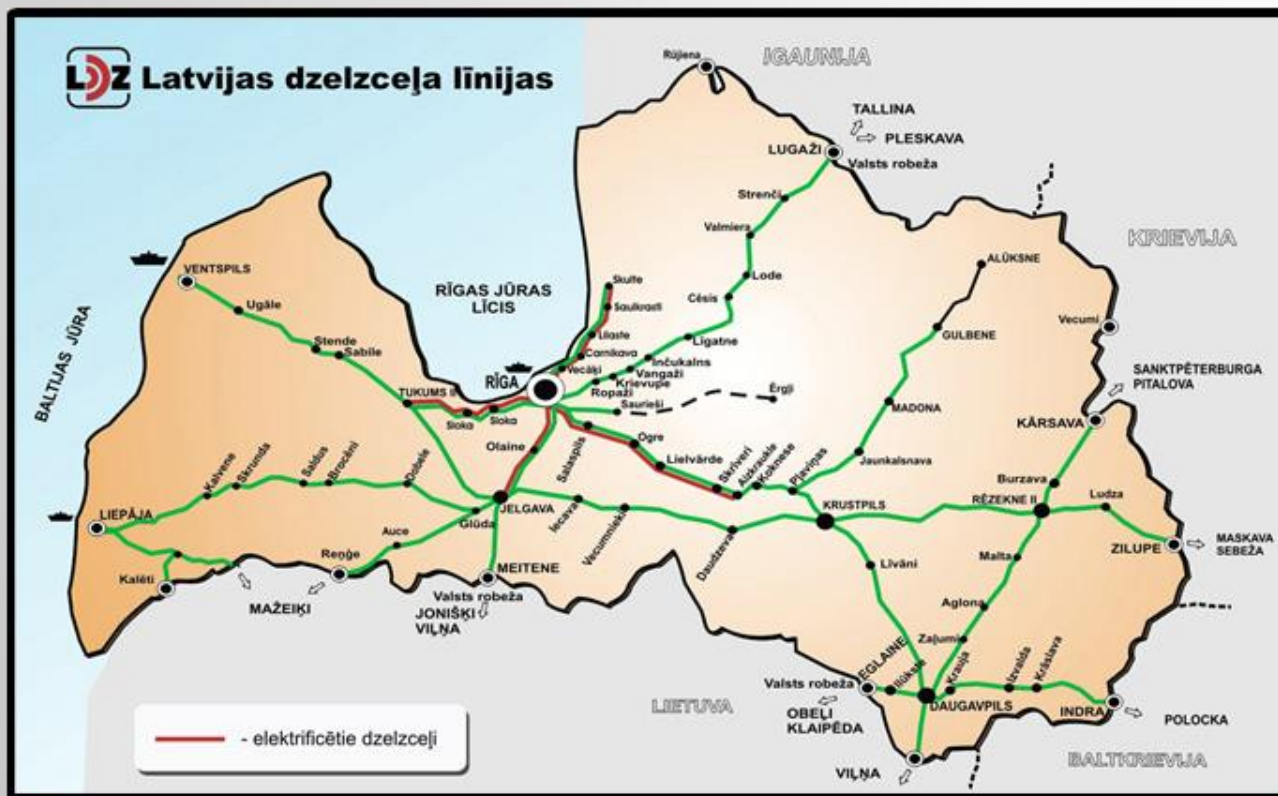 LDZ Latvijas dzelzceļa līnijas
Rūjiena
IGAUNIJA
TALLINA
PLESKAVA
LUGAŽI
Valsts robeža
Strenči
Valmiera
KRIEVIJA
ALŪKSNE
VENTSPILS
Lode
Skulte
RĪGAS JŪRAS
LĪCIS
Ugāle
Saulkrasti
Cēsis
BALTIJAS JŪRA
Vecumi
GULBENE
Stende
Sabile
Lilaste
Līgatne
Carnikava
Inčukalns
Vecāķi
Vangaži
Krievupe
Ropaži
RĪGA
SANKTPĒTERBURGA
PITALOVA
TUKUMS II
Ērgļi
Saurieši
MADONA
Sloka
Sloka
KĀRSAVA
Olaine
Salaspils
Ogre
Lielvārde
Skrīveri
Aizkraukle
Koknese
Pļaviņas
Jaunkalsnava
Kalvene
Skrunda
Saldus
Brocēni
Dobele
Burzava
RĒZEKNE II
Ludza
LIEPĀJA
JELGAVA
Iecava
Vecumnieki
KRUSTPILS
Glūda
Auce
Daudzeva
ZILUPE
MASKAVA
SEBEŽA
Reņģe
Malta
Līvāni
Kalēti
MEITENE
Valsts robeža
MAŽEIĶI
JONIŠĶI
VIĻŅA
Aglona
Zaļumi
EGLAINE
Ilūkste
Krauja
Izvalda
Krāslava
Valsts robeža
LIETUVA
OBEĻI
KLAIPĒDA
DAUGAVPILS
INDRA
POLOCKA
- elektrificētie dzelzceļi
BALTKRIEVIJA
VIĻŅA